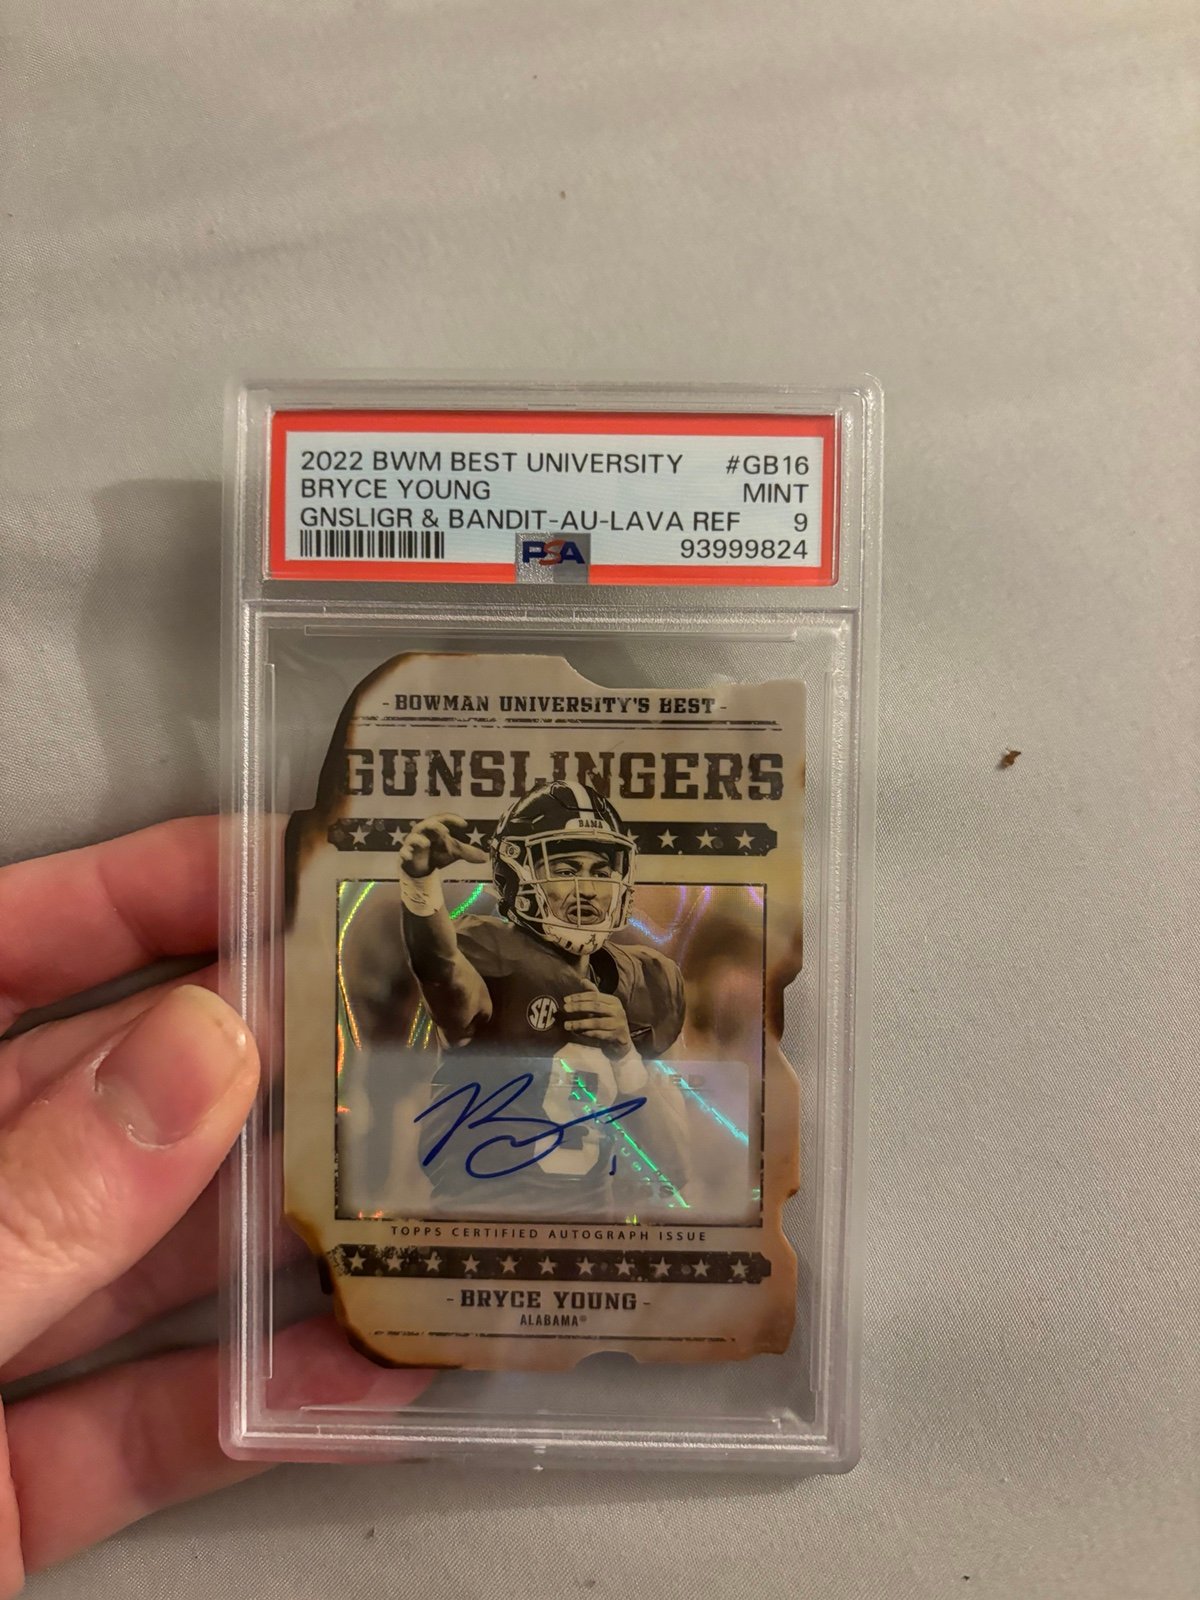 2022 BWM BEST UNIVERSITY #GB16
BRYCE YOUNG MINT
GNSLIGR & BANDIT-AU-LAVA REF 9
PSA 93999824
- BOWMAN UNIVERSITY'S BEST -
GUNSLINGERS
BAMA
SEC
TOPPS CERTIFIED AUTOGRAPH ISSUE
- BRYCE YOUNG -
ALABAMA®